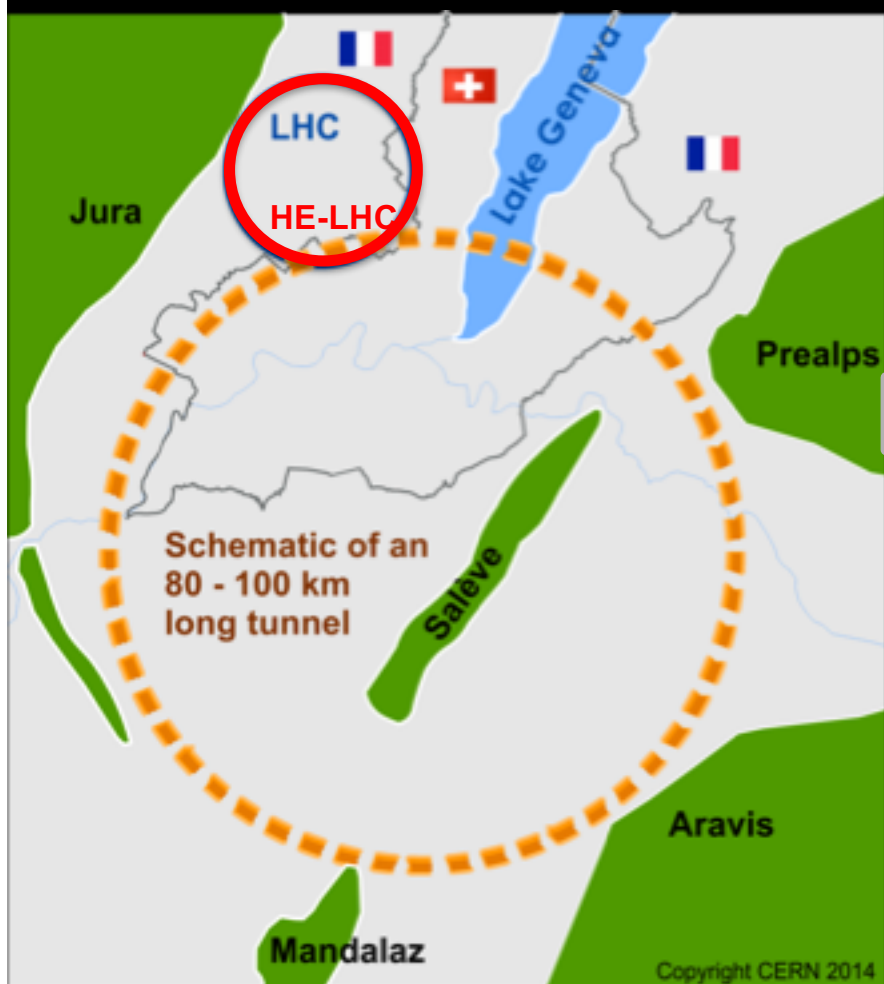 LHC
Lake Geneva
Jura
HE-LHC
Prealps
Schematic of an
80 - 100 km
long tunnel
Salève
Aravis
Mandalaz
Copyright CERN 2014